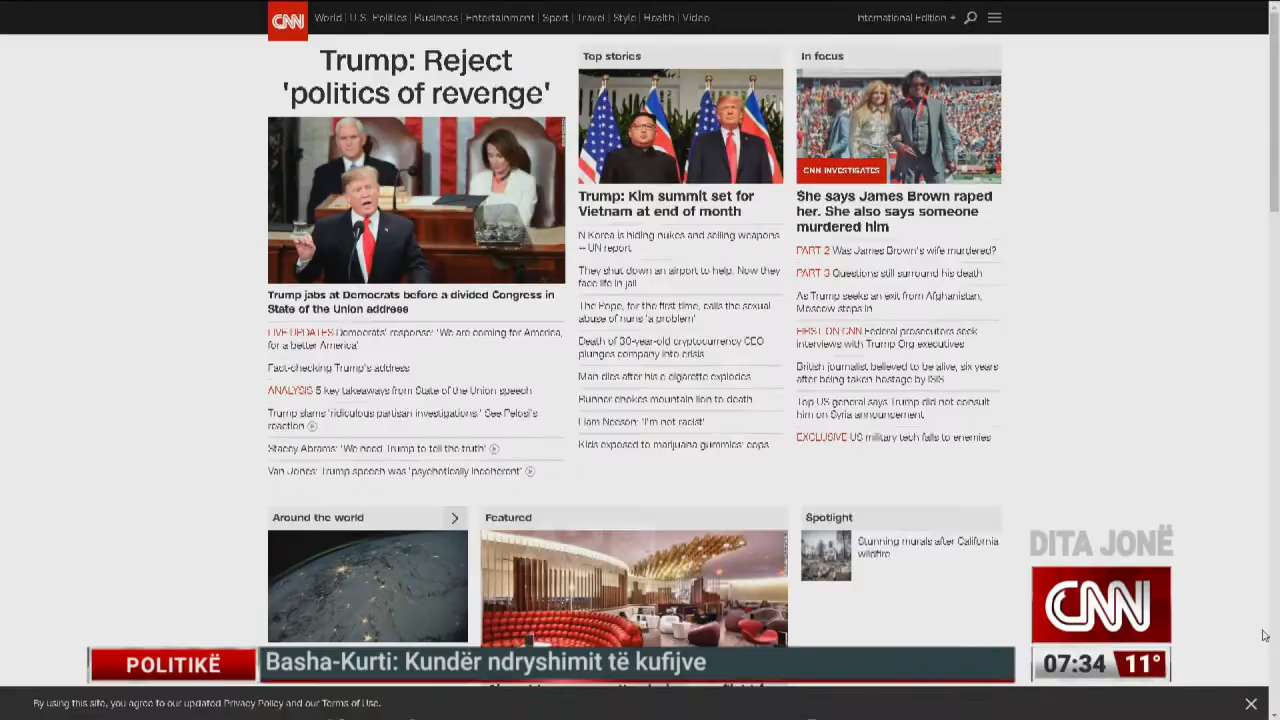 CNN
World
U.S. Politics
Business
Entertainment
Sport
Travel
Style
Health
Video
International Edition +
Trump: Reject
'politics of revenge'
Trump jabs at Democrats before a divided Congress in
State of the Union address
LIVE UPDATES Democrats' response: 'We are coming for America,
for a better America'
Fact-checking Trump's address
ANALYSIS 5 key takeaways from State of the Union speech
Trump slams 'ridiculous partisan investigations.' See Pelosi's
reaction
Stacey Abrams: 'We need Trump to tell the truth'
Van Jones: Trump speech was 'psychotically incoherent'
Top stories
Trump: Kim summit set for
Vietnam at end of month
N Korea is hiding nukes and selling weapons
-- UN report
They shut down an airport to help. Now they
face life in jail
The Pope, for the first time, calls the sexual
abuse of nuns 'a problem'
Death of 30-year-old cryptocurrency CEO
plunges company into crisis
Man dies after his e-cigarette explodes
Runner chokes mountain lion to death
Liam Neeson: 'I'm not racist'
Kids exposed to marijuana gummies: cops
In focus
CNN INVESTIGATES
She says James Brown raped
her. She also says someone
murdered him
PART 2 Was James Brown's wife murdered?
PART 3 Questions still surround his death
As Trump seeks an exit from Afghanistan,
Moscow steps in
FIRST ON CNN Federal prosecutors seek
interviews with Trump Org executives
British journalist believed to be alive, six years
after being taken hostage by ISIS
Top US general says Trump did not consult
him on Syria announcement
EXCLUSIVE US military tech falls to enemies
Around the world
Featured
Spotlight
Stunning murals after California
wildfire
DITA JONË
CNN
POLITIKË
Basha-Kurti: Kundër ndryshimit të kufijve
07:34
11°
By using this site, you agree to our updated Privacy Policy and our Terms of Use.